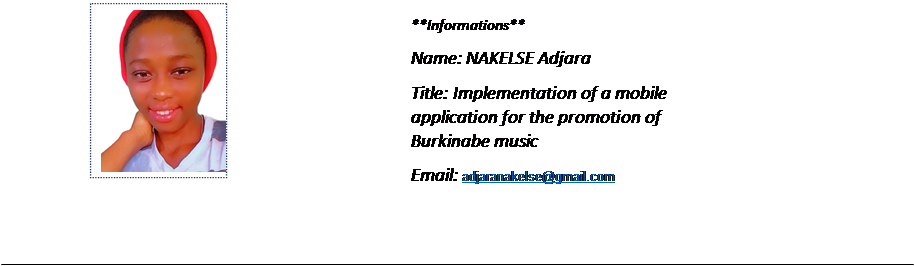 **Informations**
Name: NAKELSE Adjara
Title: Implementation of a mobile
application for the promotion of
Burkinabe music
Email: adjaranakelse@gmail.com